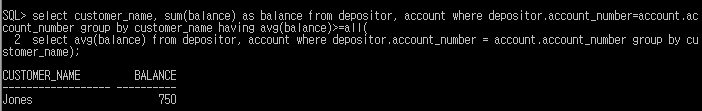 SQL> select customer_name, sum(balance) as balance from depositor, account where depositor.account_number=account.ac
count_number group by customer_name having avg(balance)>=all(
  2  select avg(balance) from depositor, account where depositor.account_number = account.account_number group by cu
stomer_name);
CUSTOMER_NAME BALANCE
------------------ ----------
Jones 750